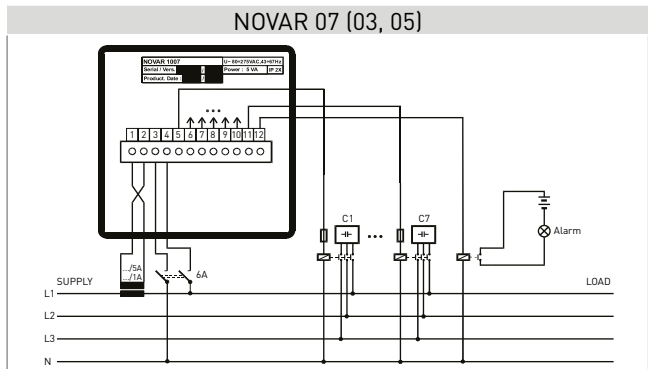 NOVAR 07 (03, 05)
NOVAR 1007
U~ 80÷275VAC,43÷67Hz
Serial / Vers. /
Power : 5 VA
IP 2X
Product. Date : /
...
1 2 3 4 5 6 7 8 9 10 11 12
C1
...
C7
Alarm
.../5A
.../1A
6A
SUPPLY
LOAD
L1
L2
L3
N